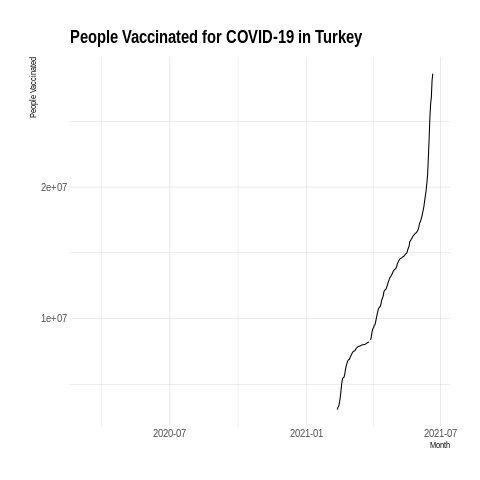 People Vaccinated for COVID-19 in Turkey
People Vaccinated
2e+07
1e+07
2020-07
2021-01
2021-07
Month